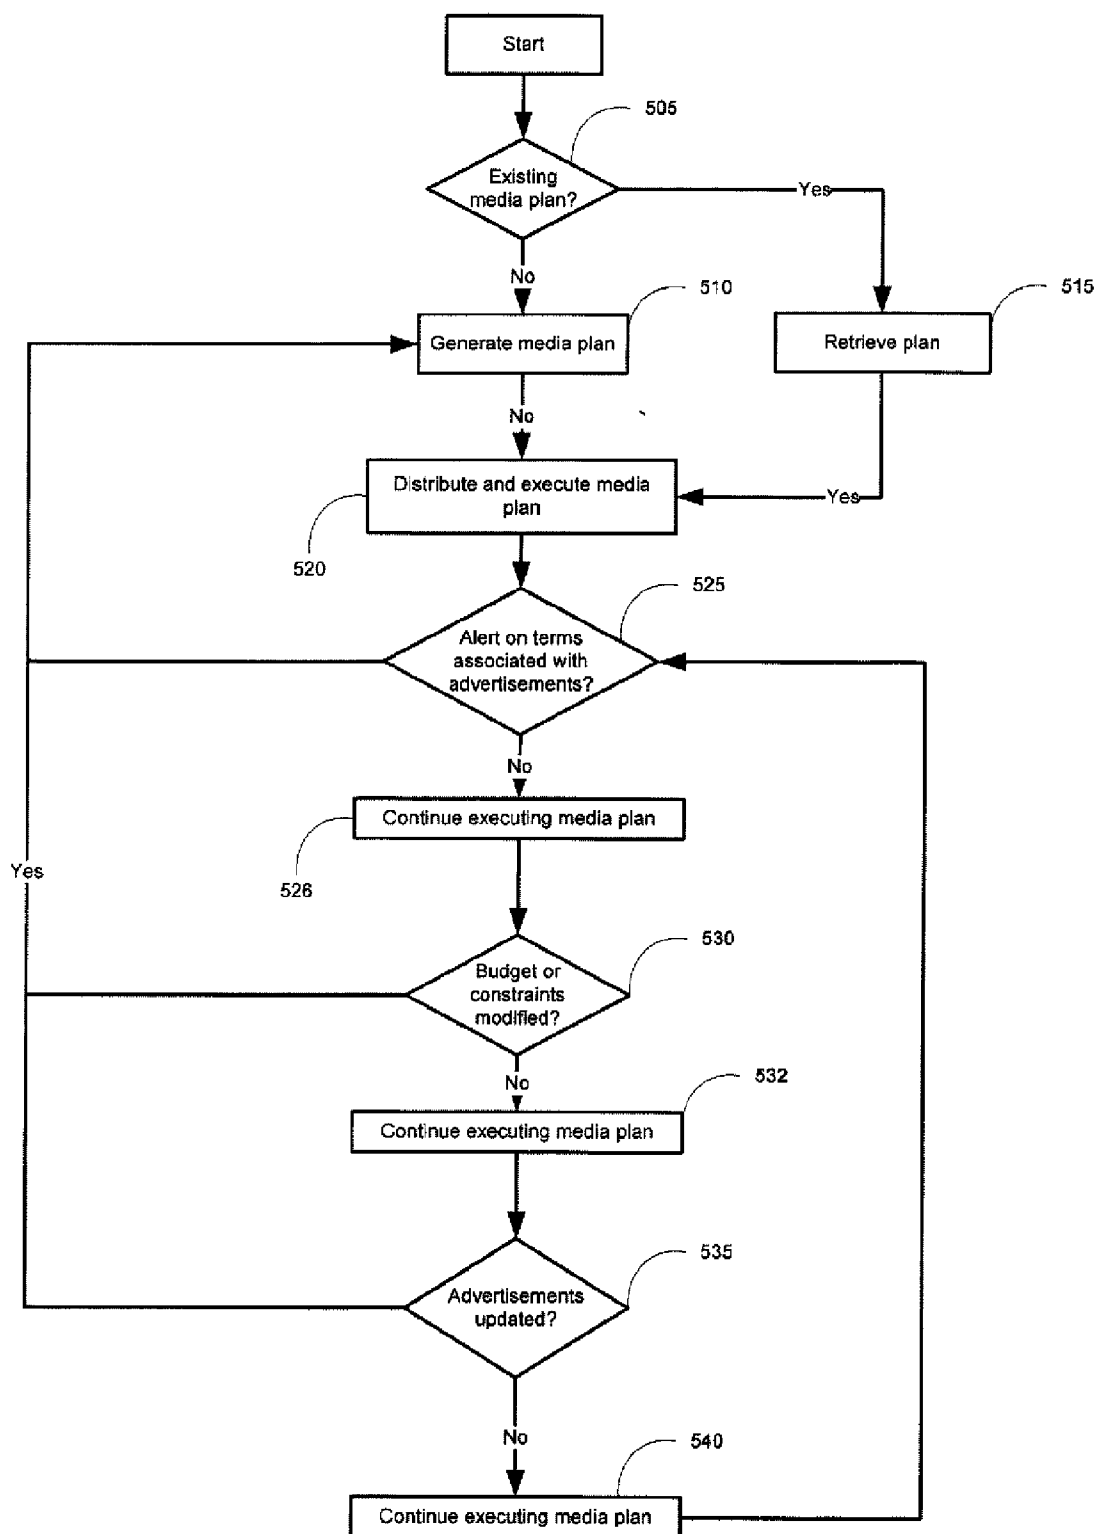 Start
505
Existing
media plan?
Yes
No
510
515
Generate media plan
Retrieve plan
No
Distribute and execute media
plan
Yes
520
525
Alert on terms
associated with
advertisements?
No
Continue executing media plan
526
Yes
530
Budget or
constraints
modified?
No
532
Continue executing media plan
535
Advertisements
updated?
No
540
Continue executing media plan